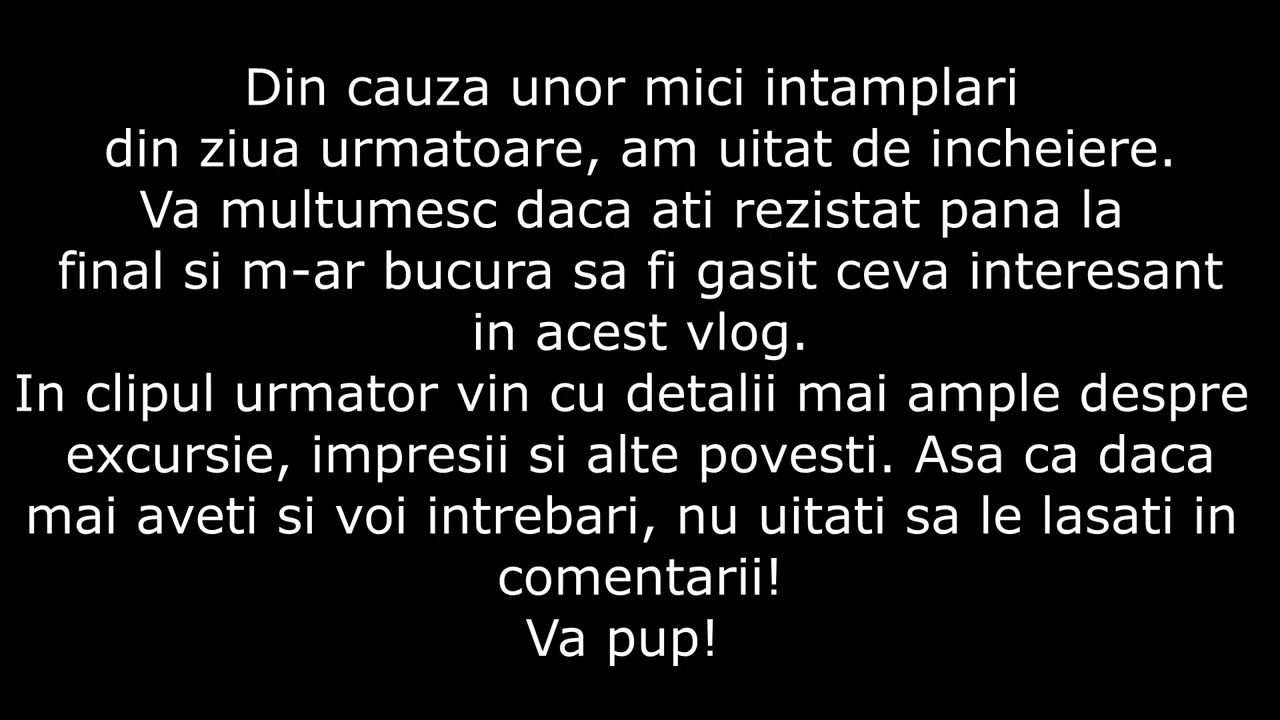 Din cauza unor mici intamplari
din ziua urmatoare, am uitat de incheiere.
Va multumesc daca ati rezistat pana la
final si m-ar bucura sa fi gasit ceva interesant
in acest vlog.
In clipul urmator vin cu detalii mai ample despre
excursie, impresii si alte povesti. Asa ca daca
mai aveti si voi intrebari, nu uitati sa le lasati in
comentarii!
Va pup!